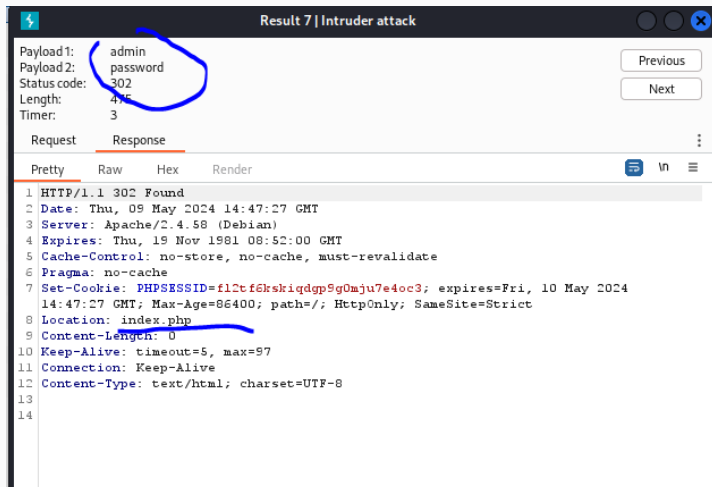 Result 7 | Intruder attack
Payload 1: admin
Payload 2: password
Status code: 302
Length: 475
Timer: 3
Previous
Next
Request Response
Pretty Raw Hex Render \n
1 HTTP/1.1 302 Found
2 Date: Thu, 09 May 2024 14:47:27 GMT
3 Server: Apache/2.4.58 (Debian)
4 Expires: Thu, 19 Nov 1981 08:52:00 GMT
5 Cache-Control: no-store, no-cache, must-revalidate
6 Pragma: no-cache
7 Set-Cookie: PHPSESSID=fl2tf6kskiqdgp9g0mju7e4oc3; expires=Fri, 10 May 2024
14:47:27 GMT; Max-Age=86400; path=/; HttpOnly; SameSite=Strict
8 Location: index.php
9 Content-Length: 0
10 Keep-Alive: timeout=5, max=97
11 Connection: Keep-Alive
12 Content-Type: text/html; charset=UTF-8
13
14